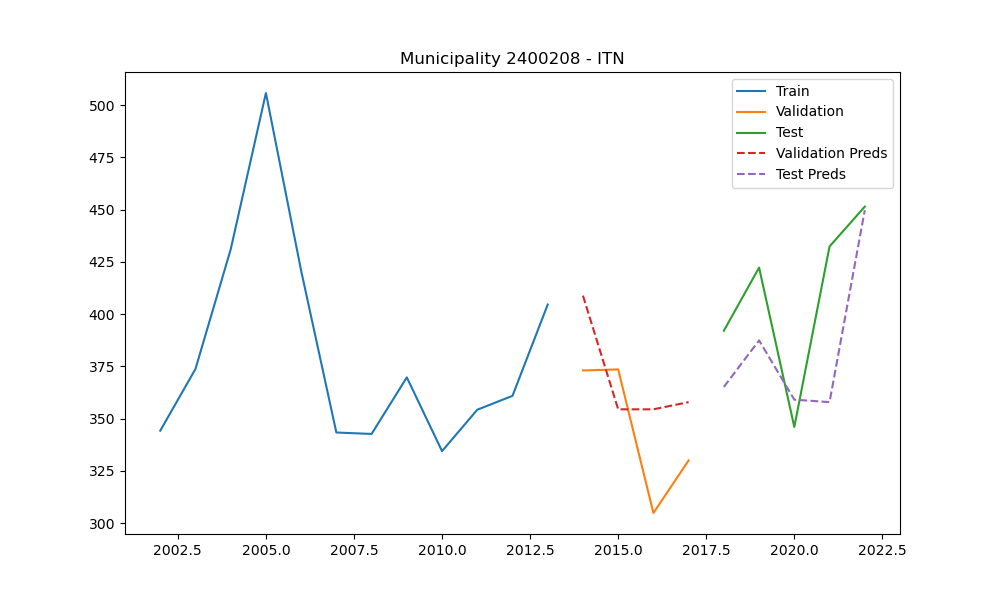 Municipality 2400208 - ITN
Train
Validation
Test
Validation Preds
Test Preds
500
475
450
425
400
375
350
325
300
2002.5 2005.0 2007.5 2010.0 2012.5 2015.0 2017.5 2020.0 2022.5